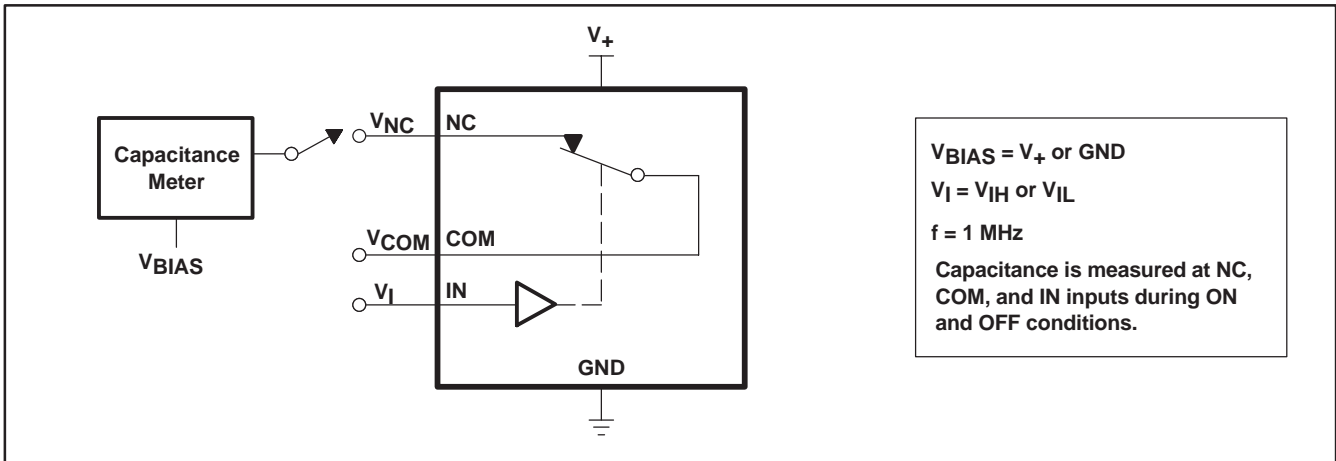 V+
VNC NC
Capacitance
Meter
VBIAS
VCOM COM
VI IN
GND
VBIAS = V+ or GND
VI = VIH or VIL
f = 1 MHz
Capacitance is measured at NC,
COM, and IN inputs during ON
and OFF conditions.